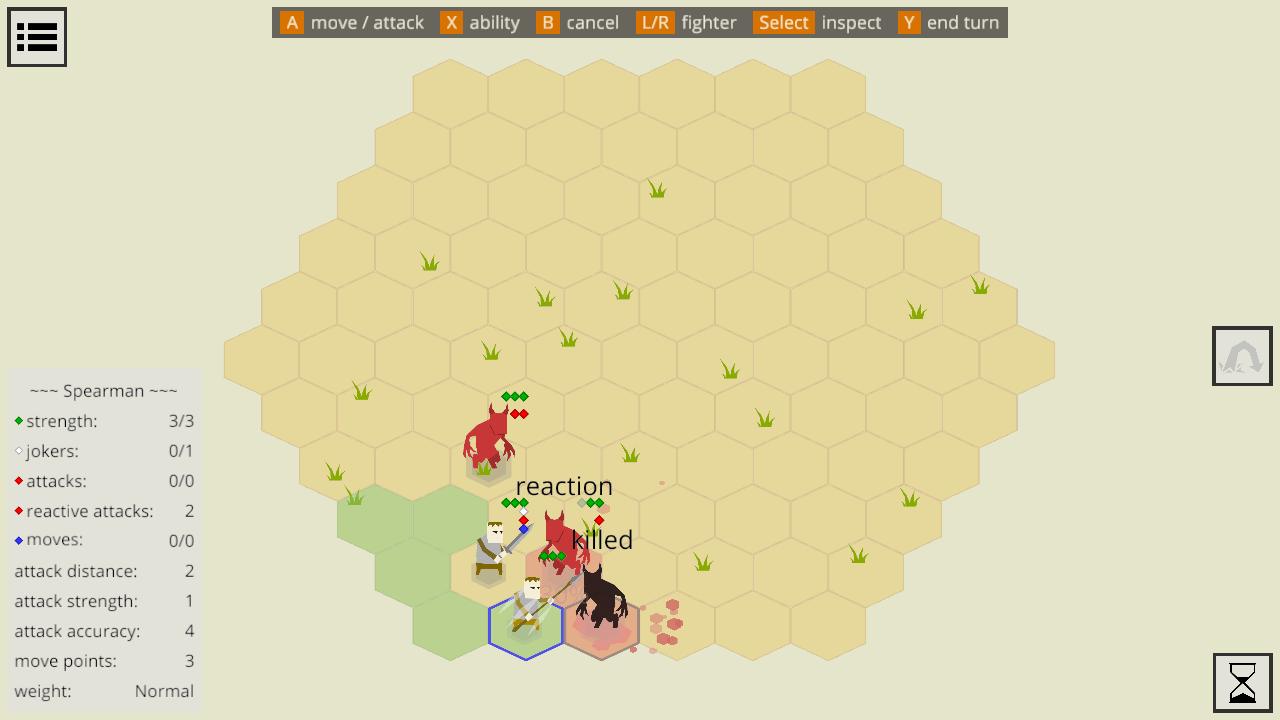 A move / attack X ability B cancel L/R fighter Select inspect Y end turn
~~~ Spearman ~~~
strength: 3/3
jokers: 0/1
attacks: 0/0
reactive attacks: 2
moves: 0/0
attack distance: 2
attack strength: 1
attack accuracy: 4
move points: 3
weight: Normal
reaction
killed